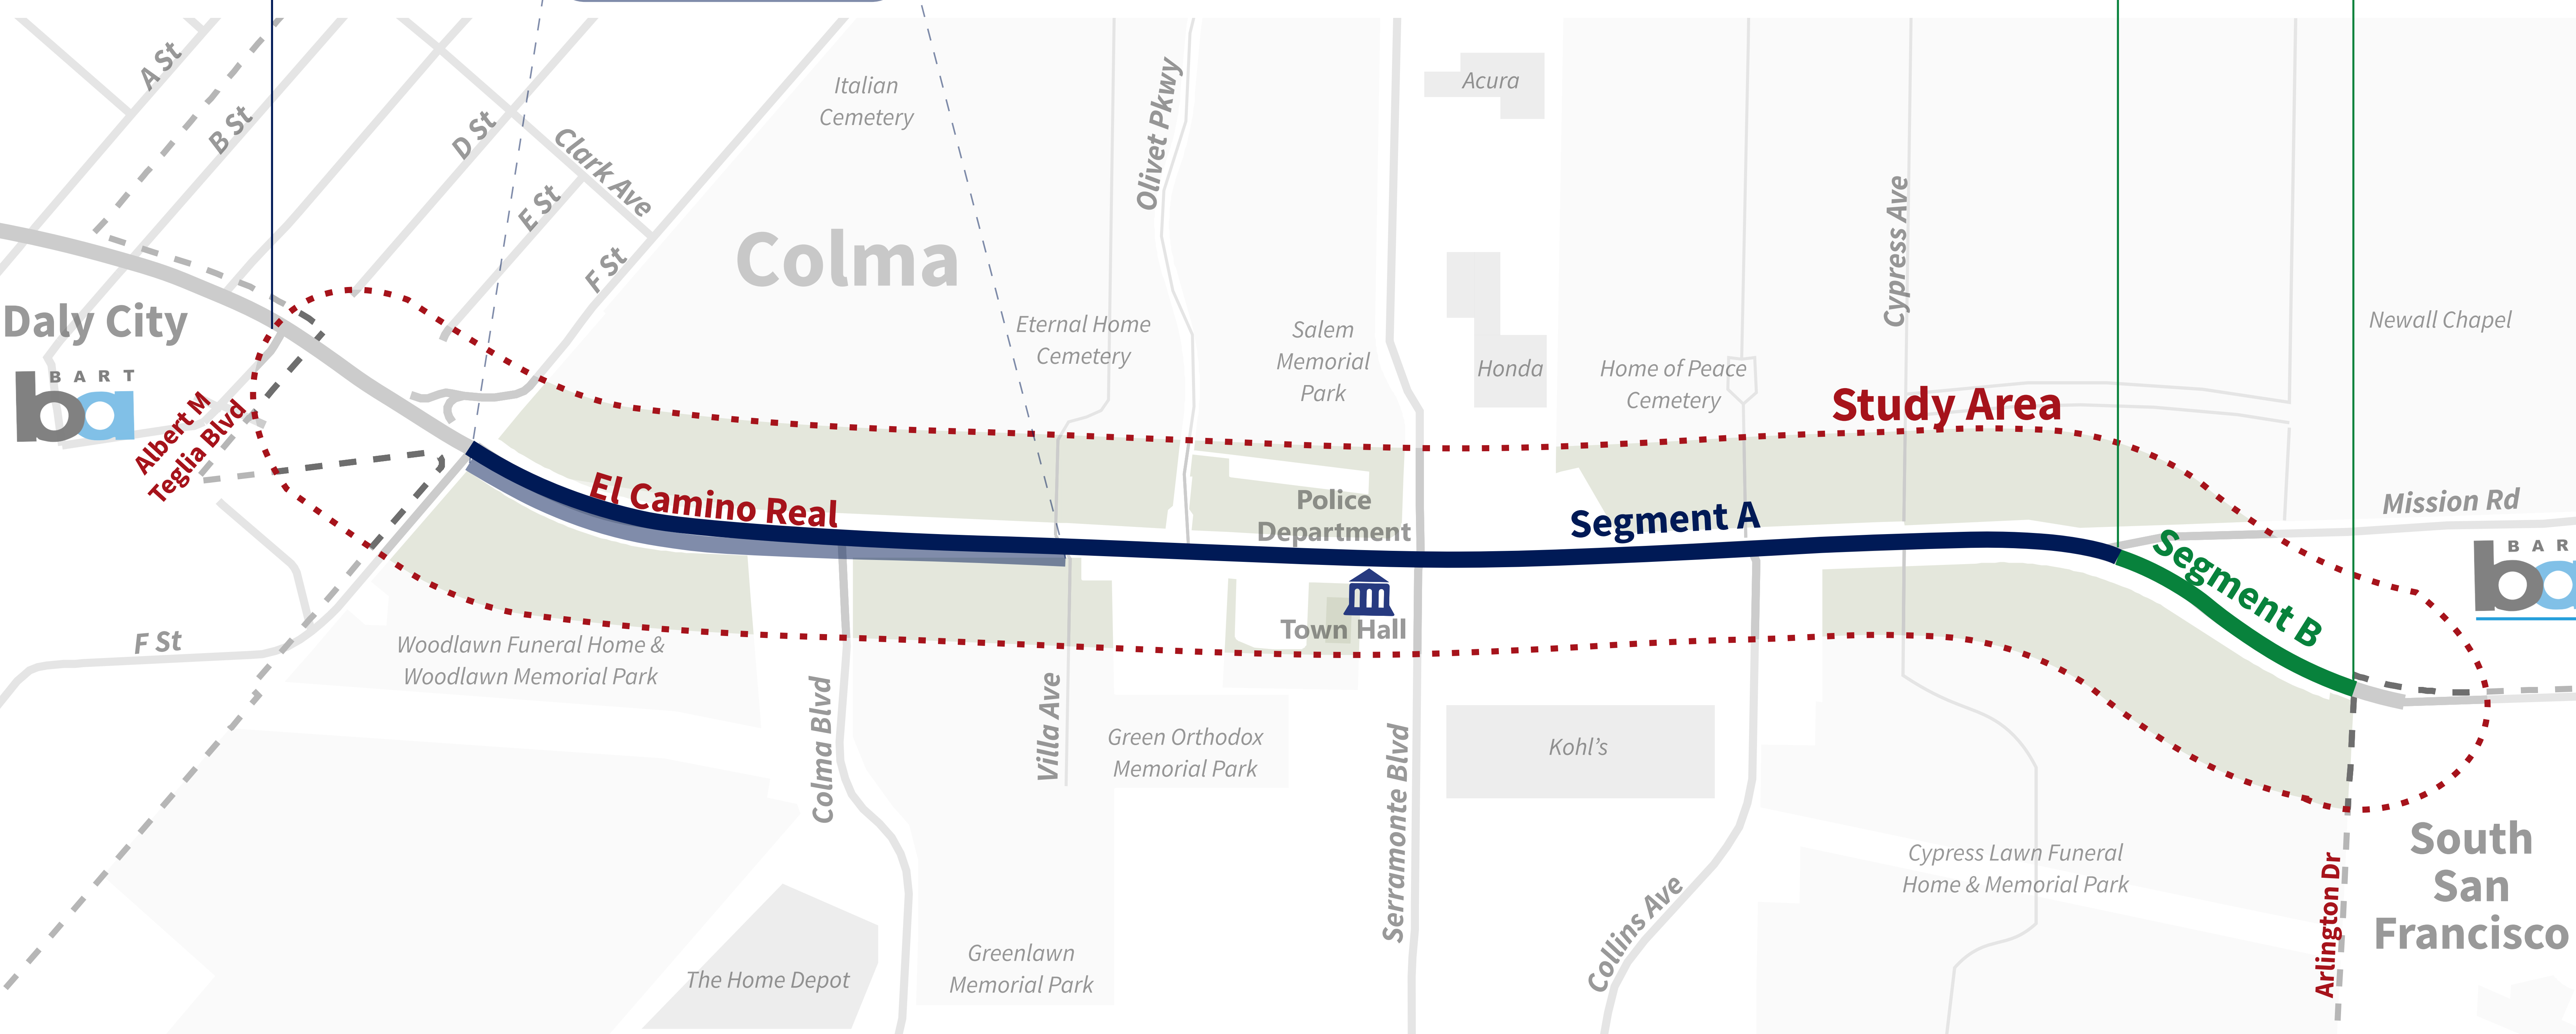 A St
B St
D St
Clark Ave
E St
F St
Italian
Cemetery
Olivet Pkwy
Acura
Colma
Cypress Ave
Daly City
BART
ba
Albert M
Teglia Blvd
Eternal Home
Cemetery
Salem
Memorial
Park
Honda
Home of Peace
Cemetery
Study Area
Newall Chapel
El Camino Real
Police
Department
Segment A
Mission Rd
Segment B
BAR
ba
Town Hall
F St
Woodlawn Funeral Home &
Woodlawn Memorial Park
Colma Blvd
Villa Ave
Green Orthodox
Memorial Park
Serramonte Blvd
Kohl's
Collins Ave
Cypress Lawn Funeral
Home & Memorial Park
Arlington Dr
South
San
Francisco
The Home Depot
Greenlawn
Memorial Park